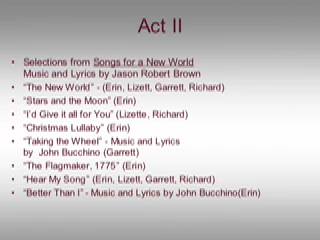 Act II
• Selections from Songs for a New World
Music and Lyrics by Jason Robert Brown
• “The New World” - (Erin, Lizett, Garrett, Richard)
• “Stars and the Moon” (Erin)
• “I’d Give it all for You” (Lizette, Richard)
• “Christmas Lullaby” (Erin)
• “Taking the Wheel” - Music and Lyrics
by John Bucchino (Garrett)
• “The Flagmaker, 1775” (Erin)
• “Hear My Song” (Erin, Lizett, Garrett, Richard)
• “Better Than I” - Music and Lyrics by John Bucchino(Erin)